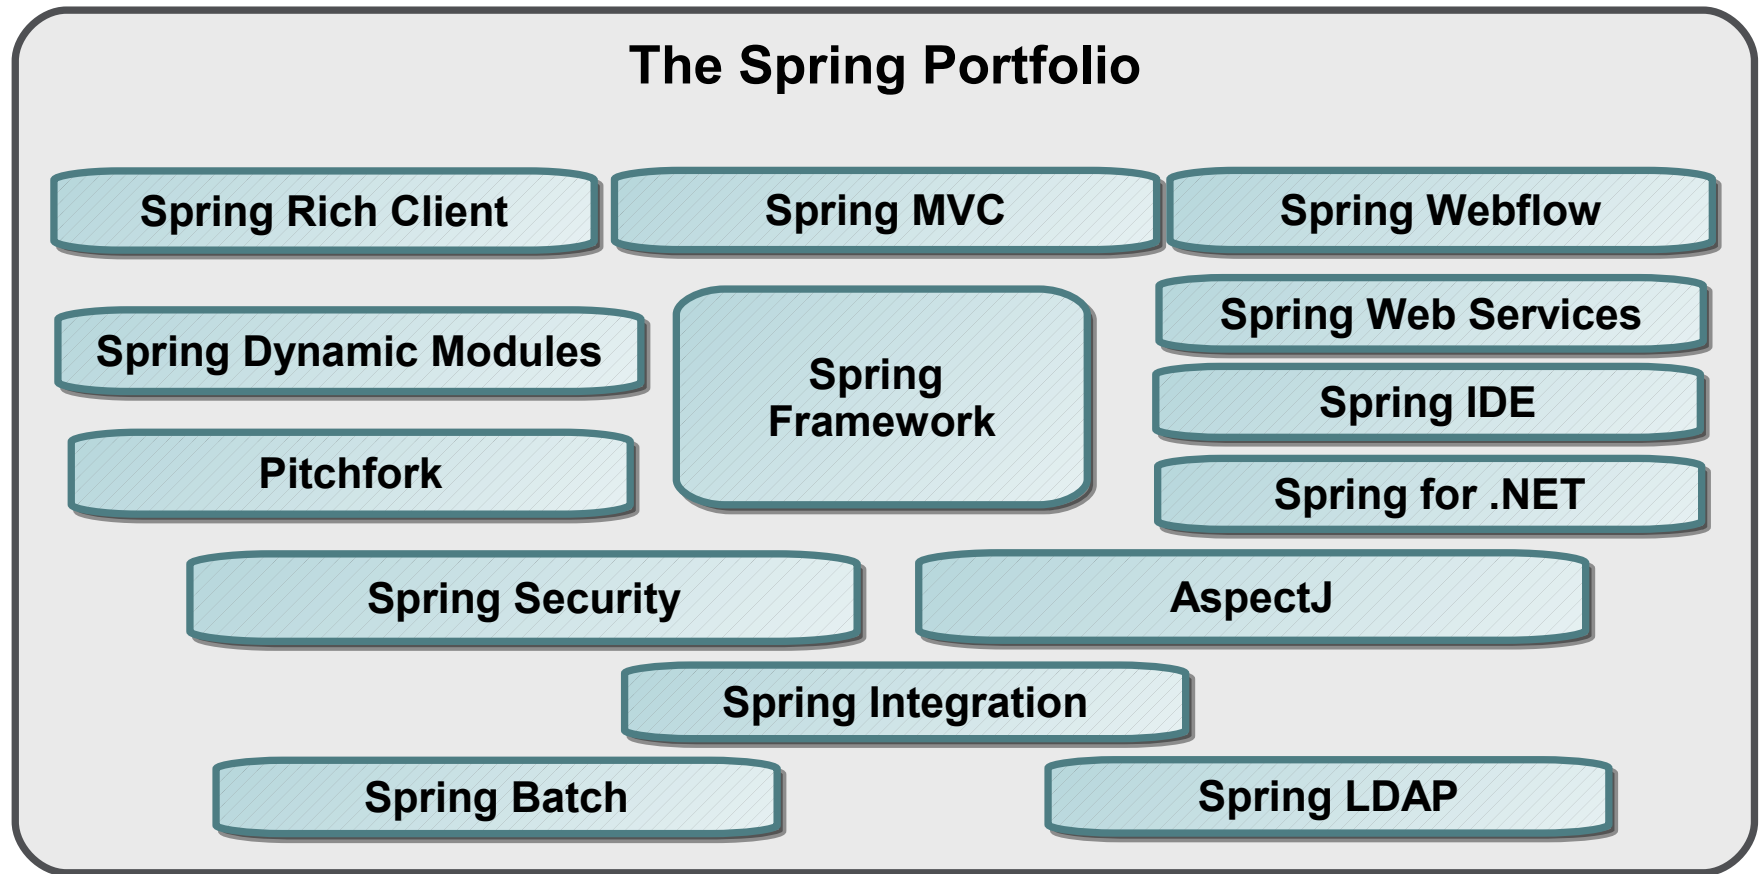 The Spring Portfolio
Spring Rich Client
Spring MVC
Spring Webflow
Spring Dynamic Modules
Spring
Framework
Spring Web Services
Spring IDE
Pitchfork
Spring for .NET
Spring Security
AspectJ
Spring Integration
Spring Batch
Spring LDAP